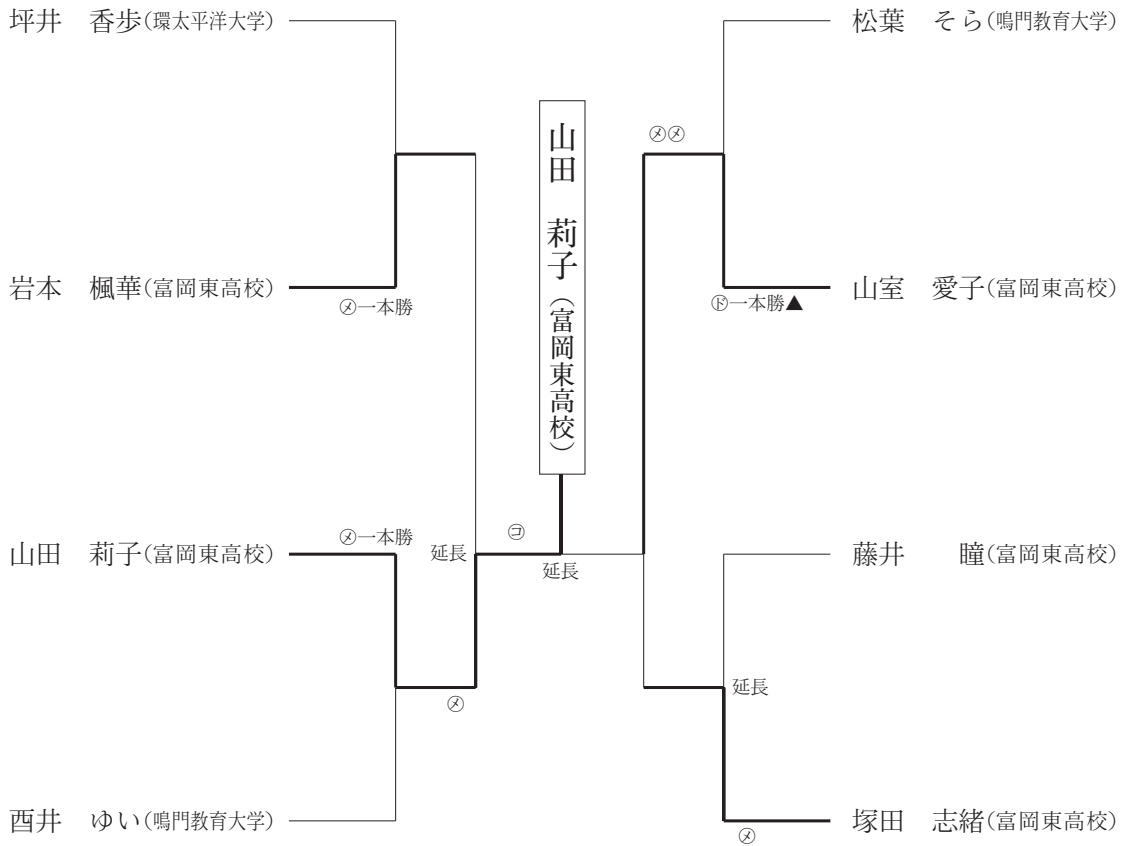 坪井　香歩(環太平洋大学)
松葉　そら(鳴門教育大学)
㋱㋱
山田　莉子(富岡東高校)
岩本　楓華(富岡東高校)
㋱一本勝
山室　愛子(富岡東高校)
㋣一本勝▲
山田　莉子(富岡東高校)
㋱一本勝
延長
㋙
延長
藤井　　瞳(富岡東高校)
延長
㋱
酉井　ゆい(鳴門教育大学)
塚田　志緒(富岡東高校)
㋱